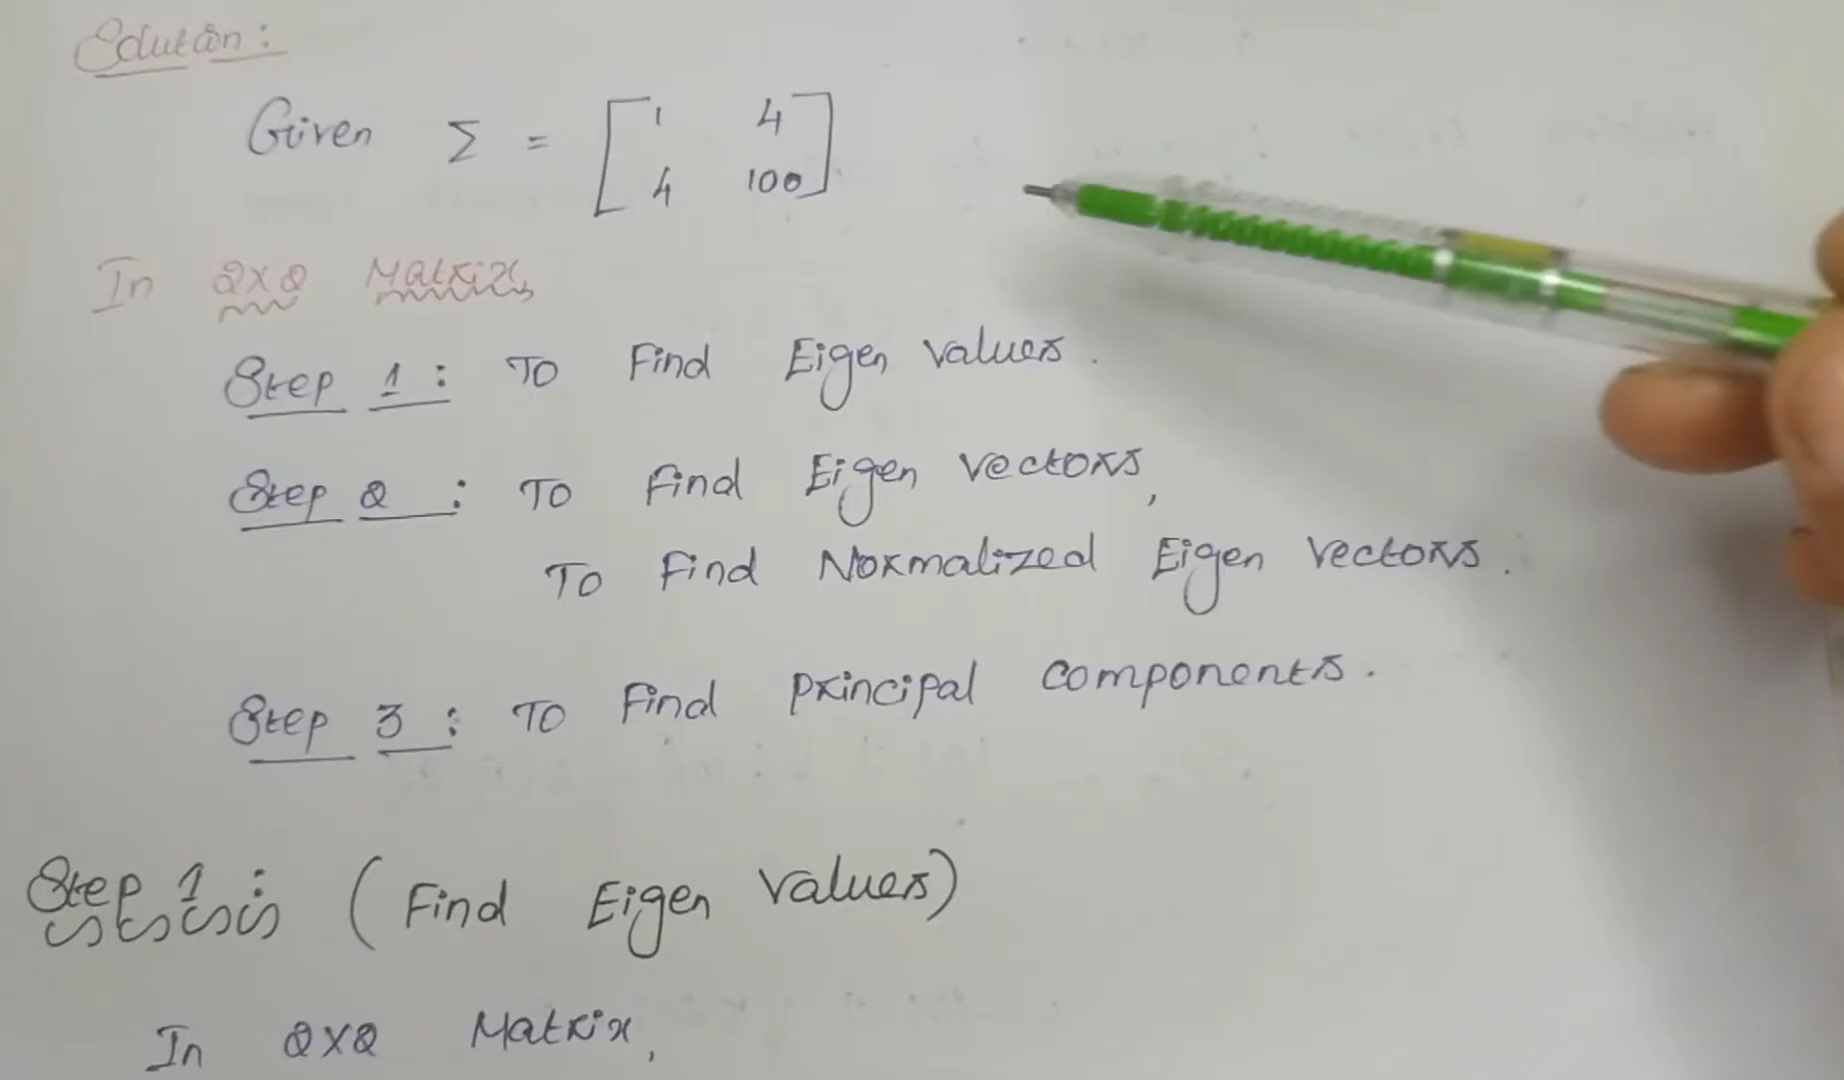 Solution:
Given Σ = [ 1 4
4 100 ]
In 2x2 Matrix,
Step 1: To Find Eigen values.
Step 2: To Find Eigen vectors,
To Find Normalized Eigen vectors.
Step 3: To Find principal components.
Step 1: (Find Eigen values)
In 2x2 Matrix,